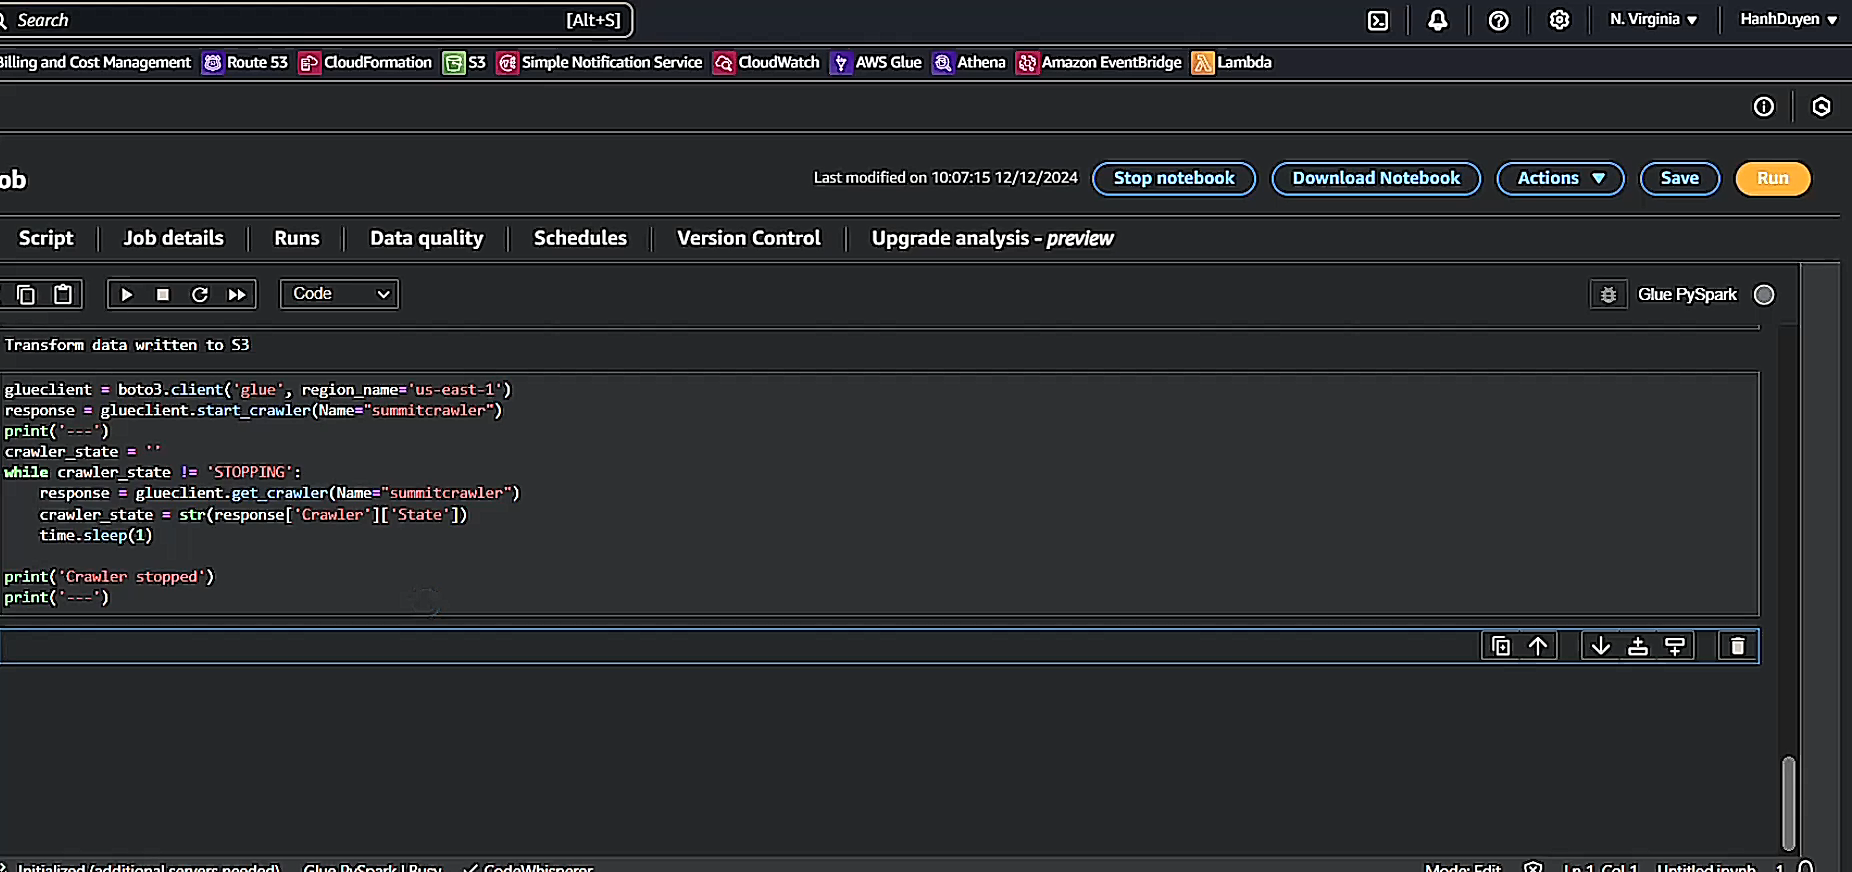 Search [Alt+S] N. Virginia ▼ HanhDuyen ▼
Billing and Cost Management Route 53 CloudFormation S3 Simple Notification Service CloudWatch AWS Glue Athena Amazon EventBridge Lambda
ob Last modified on 10:07:15 12/12/2024 Stop notebook Download Notebook Actions ▼ Save Run
Script Job details Runs Data quality Schedules Version Control Upgrade analysis - preview
Code Glue PySpark
Transform data written to S3
glueclient = boto3.client('glue', region_name='us-east-1')
response = glueclient.start_crawler(Name="summitcrawler")
print('---')
crawler_state = ''
while crawler_state != 'STOPPING':
    response = glueclient.get_crawler(Name="summitcrawler")
    crawler_state = str(response['Crawler']['State'])
    time.sleep(1)
print('Crawler stopped')
print('---')
Initialized (additional servers needed) Glue PySpark | Busy CodeWhisperer Mode: Edit Ln 1, Col 1 Untitled.ipynb 1